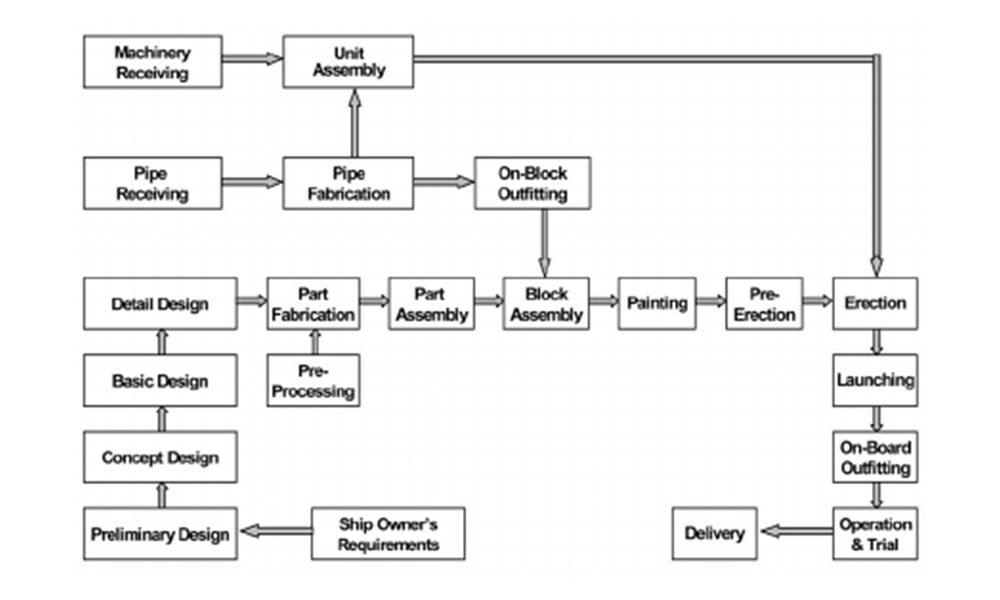 Machinery
Receiving
Unit
Assembly
Pipe
Receiving
Pipe
Fabrication
On-Block
Outfitting
Detail Design
Part
Fabrication
Part
Assembly
Block
Assembly
Painting
Pre-
Erection
Erection
Basic Design
Pre-
Processing
Launching
Concept Design
On-Board
Outfitting
Preliminary Design
Ship Owner's
Requirements
Delivery
Operation
& Trial